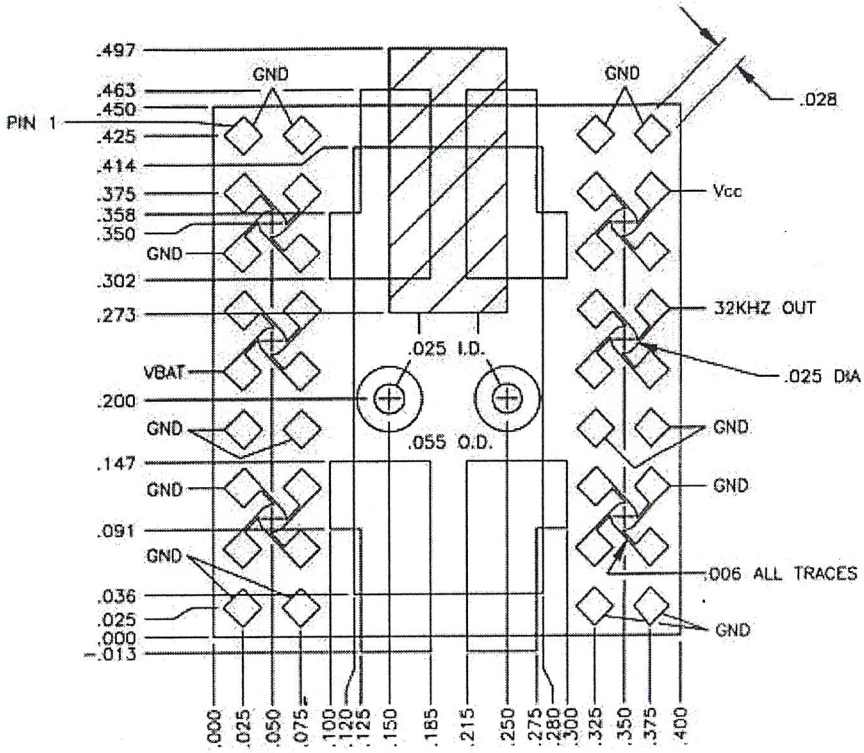 .497
GND
GND
.463
.450
.028
PIN 1
.425
.414
.375
Vcc
.358
.350
GND
.302
.273
32KHZ OUT
.025 I.D.
VBAT
.025 DIA
.200
GND
GND
.055 O.D.
.147
GND
GND
.091
GND
.006 ALL TRACES
.036
.025
.000
GND
-.013
.000
.025
.050
.075
.100
.120
.125
.150
.185
.215
.250
.275
.280
.300
.325
.350
.375
.400